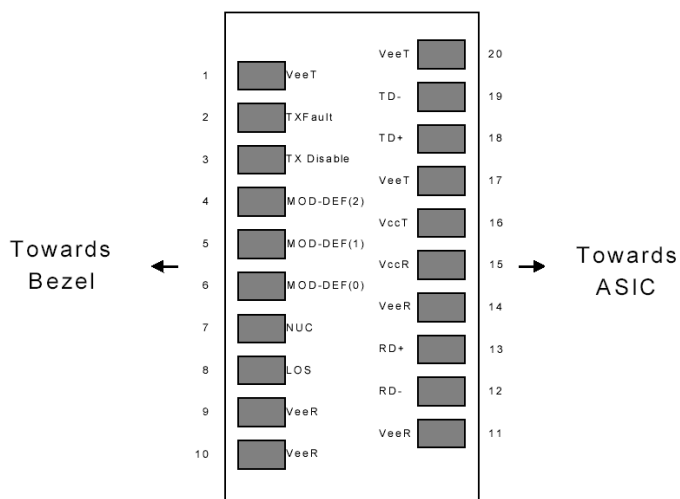 VeeT 20
1 VeeT
TD- 19
2 TXFault
TD+ 18
3 TX Disable
VeeT 17
4 MOD-DEF(2)
VccT 16
5 MOD-DEF(1)
Towards
Bezel
VccR 15
Towards
ASIC
6 MOD-DEF(0)
VeeR 14
7 NUC
RD+ 13
8 LOS
RD- 12
9 VeeR
VeeR 11
10 VeeR